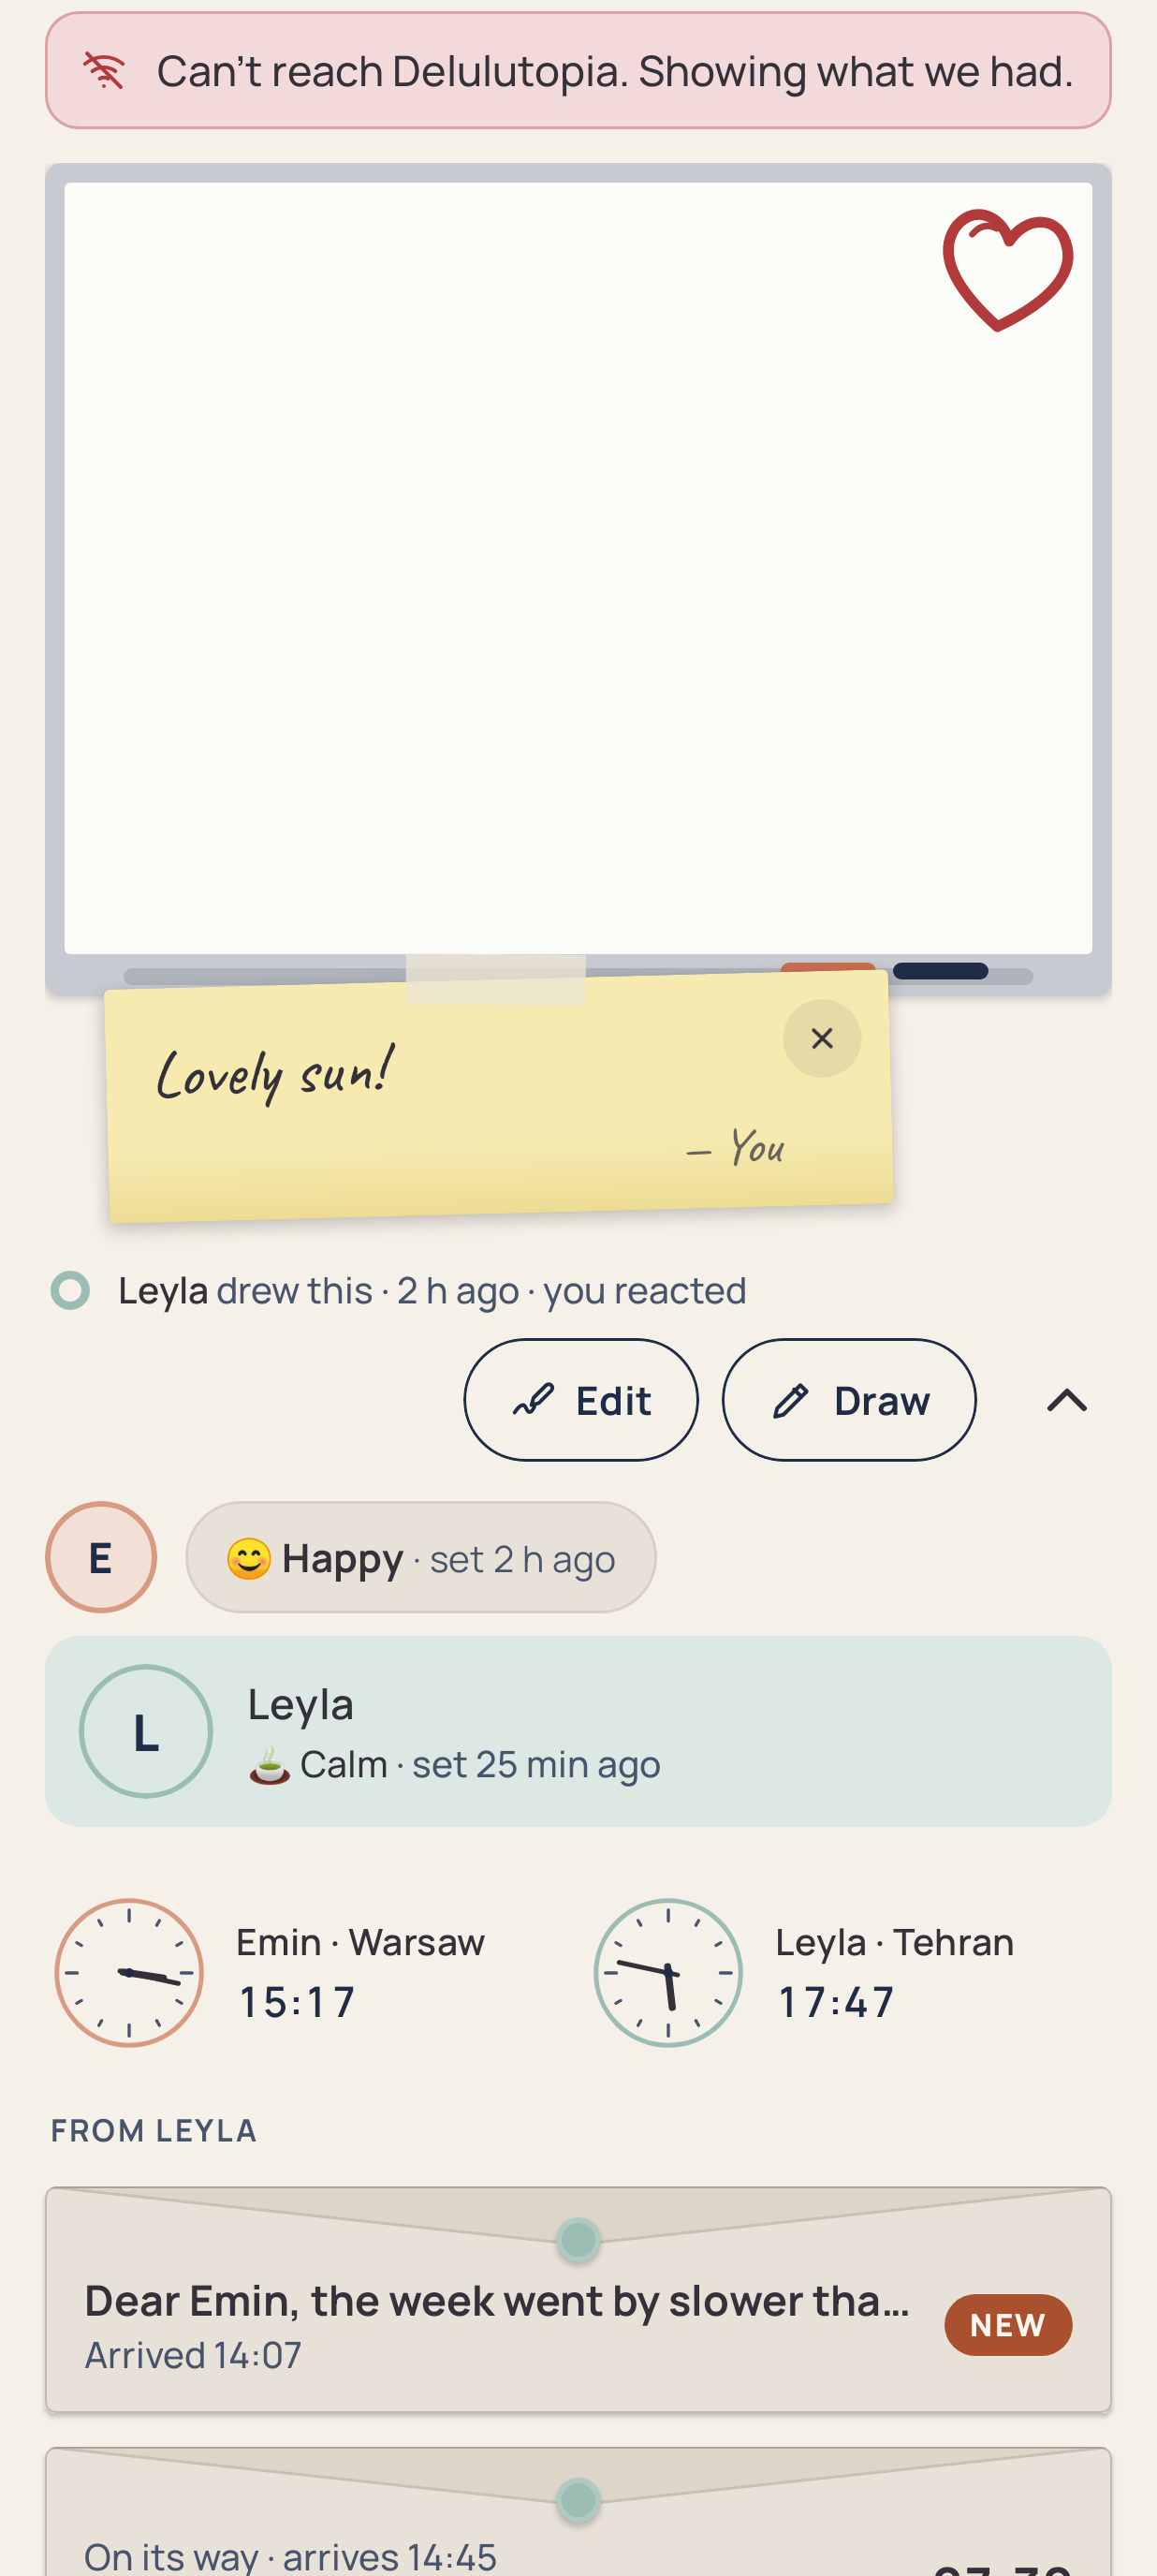 Can't reach Delulutopia. Showing what we had.
Lovely sun!
– You
Leyla drew this · 2 h ago · you reacted
Edit
Draw
E
😊 Happy · set 2 h ago
L
Leyla
🍵 Calm · set 25 min ago
Emin · Warsaw
15:17
Leyla · Tehran
17:47
FROM LEYLA
Dear Emin, the week went by slower tha...
NEW
Arrived 14:07
On its way · arrives 14:45